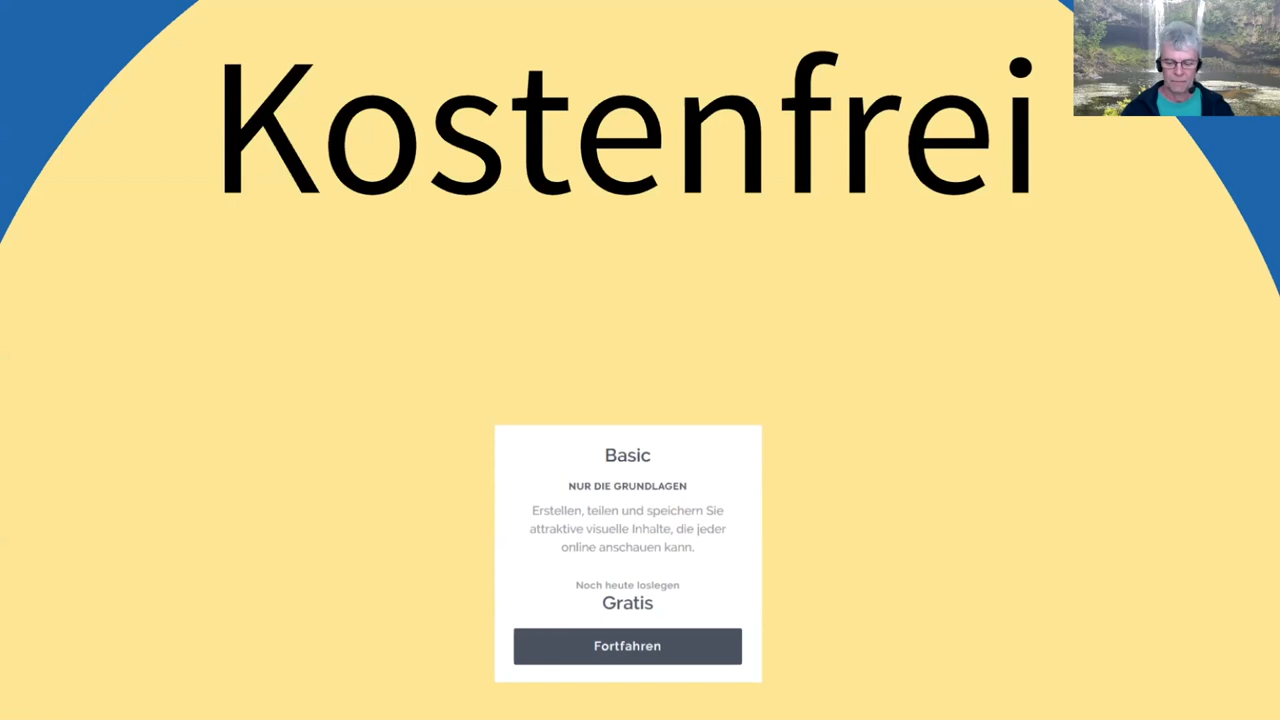 Kostenfrei
Basic
NUR DIE GRUNDLAGEN
Erstellen, teilen und speichern Sie
attraktive visuelle Inhalte, die jeder
online anschauen kann.
Noch heute loslegen
Gratis
Fortfahren